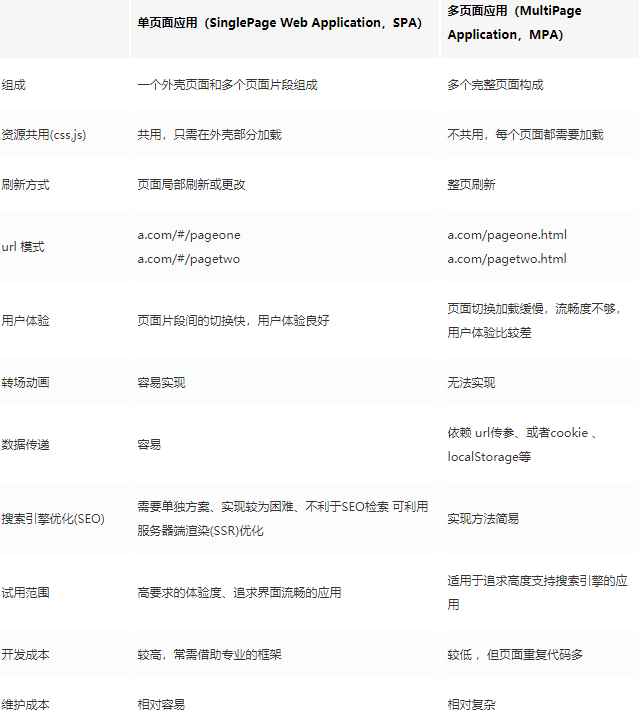 单页面应用（SinglePage Web Application，SPA）
多页面应用（MultiPage
Application，MPA）
组成
一个外壳页面和多个页面片段组成
多个完整页面构成
资源共用(css,js)
共用，只需在外壳部分加载
不共用，每个页面都需要加载
刷新方式
页面局部刷新或更改
整页刷新
url 模式
a.com/#/pageone
a.com/#/pagetwo
a.com/pageone.html
a.com/pagetwo.html
用户体验
页面片段间的切换快，用户体验良好
页面切换加载缓慢，流畅度不够，
用户体验比较差
转场动画
容易实现
无法实现
数据传递
容易
依赖 url传参、或者cookie 、
localStorage等
搜索引擎优化(SEO)
需要单独方案、实现较为困难、不利于SEO检索 可利用
服务器端渲染(SSR)优化
实现方法简易
试用范围
高要求的体验度、追求界面流畅的应用
适用于追求高度支持搜索引擎的应
用
开发成本
较高，常需借助专业的框架
较低 ，但页面重复代码多
维护成本
相对容易
相对复杂